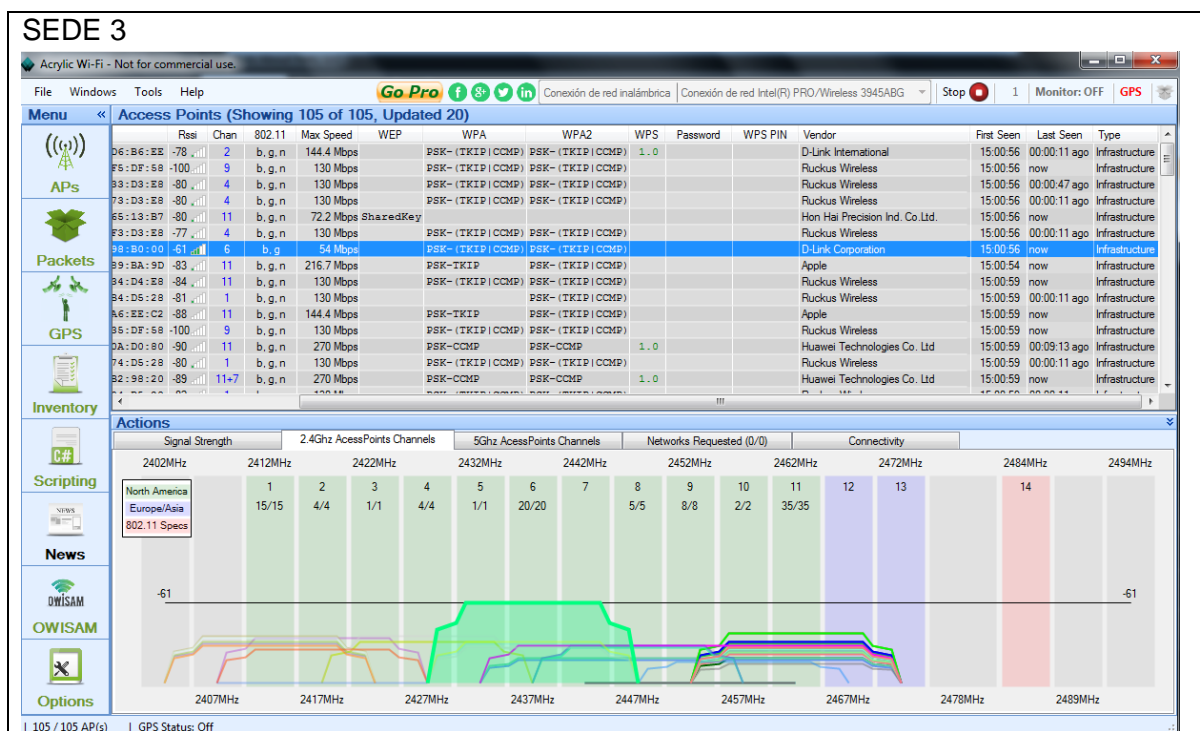 SEDE 3
Acrylic Wi-Fi - Not for commercial use.
File Windows Tools Help Go Pro Conexión de red inalámbrica Conexión de red Intel(R) PRO/Wireless 3945ABG Stop 1 Monitor: OFF GPS
Menu « Access Points (Showing 105 of 105, Updated 20)
Rssi Chan 802.11 Max Speed WEP WPA WPA2 WPS Password WPS PIN Vendor First Seen Last Seen Type
D6:B6:EE -78 2 b, g, n 144.4 Mbps PSK-(TKIP|CCMP) PSK-(TKIP|CCMP) 1.0 D-Link International 15:00:56 00:00:11 ago Infrastructure
F5:DF:58 -100 9 b, g, n 130 Mbps PSK-(TKIP|CCMP) PSK-(TKIP|CCMP) Ruckus Wireless 15:00:56 now Infrastructure
33:D3:E8 -80 4 b, g, n 130 Mbps PSK-(TKIP|CCMP) PSK-(TKIP|CCMP) Ruckus Wireless 15:00:56 00:00:47 ago Infrastructure
73:D3:E8 -80 4 b, g, n 130 Mbps PSK-(TKIP|CCMP) PSK-(TKIP|CCMP) Ruckus Wireless 15:00:56 00:00:11 ago Infrastructure
65:13:B7 -80 11 b, g, n 72.2 Mbps SharedKey Hon Hai Precision Ind. Co.Ltd. 15:00:56 now Infrastructure
F3:D3:E8 -77 4 b, g, n 130 Mbps PSK-(TKIP|CCMP) PSK-(TKIP|CCMP) Ruckus Wireless 15:00:56 now Infrastructure
98:B0:00 -61 6 b, g 54 Mbps PSK-(TKIP|CCMP) PSK-(TKIP|CCMP) D-Link Corporation 15:00:56 now Infrastructure
39:BA:9D -83 11 b, g, n 216.7 Mbps PSK-TKIP PSK-(TKIP|CCMP) Apple 15:00:54 now Infrastructure
34:D4:E8 -84 11 b, g, n 130 Mbps PSK-(TKIP|CCMP) PSK-(TKIP|CCMP) Ruckus Wireless 15:00:59 now Infrastructure
34:D5:28 -81 1 b, g, n 130 Mbps PSK-(TKIP|CCMP) Ruckus Wireless 15:00:59 00:00:11 ago Infrastructure
A6:EE:C2 -88 11 b, g, n 144.4 Mbps PSK-TKIP PSK-(TKIP|CCMP) Apple 15:00:59 now Infrastructure
35:DF:58 -100 9 b, g, n 130 Mbps PSK-(TKIP|CCMP) PSK-(TKIP|CCMP) Ruckus Wireless 15:00:59 now Infrastructure
DA:D0:80 -90 11 b, g, n 270 Mbps PSK-CCMP PSK-CCMP 1.0 Huawei Technologies Co. Ltd 15:00:59 00:09:13 ago Infrastructure
74:D5:28 -80 1 b, g, n 130 Mbps PSK-(TKIP|CCMP) PSK-(TKIP|CCMP) Ruckus Wireless 15:00:59 00:00:11 ago Infrastructure
B2:98:20 -89 11+7 b, g, n 270 Mbps PSK-CCMP PSK-CCMP 1.0 Huawei Technologies Co. Ltd 15:00:59 now Infrastructure
APs
Packets
GPS
Inventory
C#
Scripting
NEWS
News
OWISAM
OWISAM
Options
Actions
Signal Strength 2.4Ghz AcessPoints Channels 5Ghz AcessPoints Channels Networks Requested (0/0) Connectivity
2402MHz 2412MHz 2422MHz 2432MHz 2442MHz 2452MHz 2462MHz 2472MHz 2484MHz 2494MHz
North America 1 2 3 4 5 6 7 8 9 10 11 12 13 14
Europe/Asia 15/15 4/4 1/1 4/4 1/1 20/20 5/5 8/8 2/2 35/35
802.11 Specs
-61 -61
2407MHz 2417MHz 2427MHz 2437MHz 2447MHz 2457MHz 2467MHz 2478MHz 2489MHz
| 105 / 105 AP(s) | GPS Status: Off